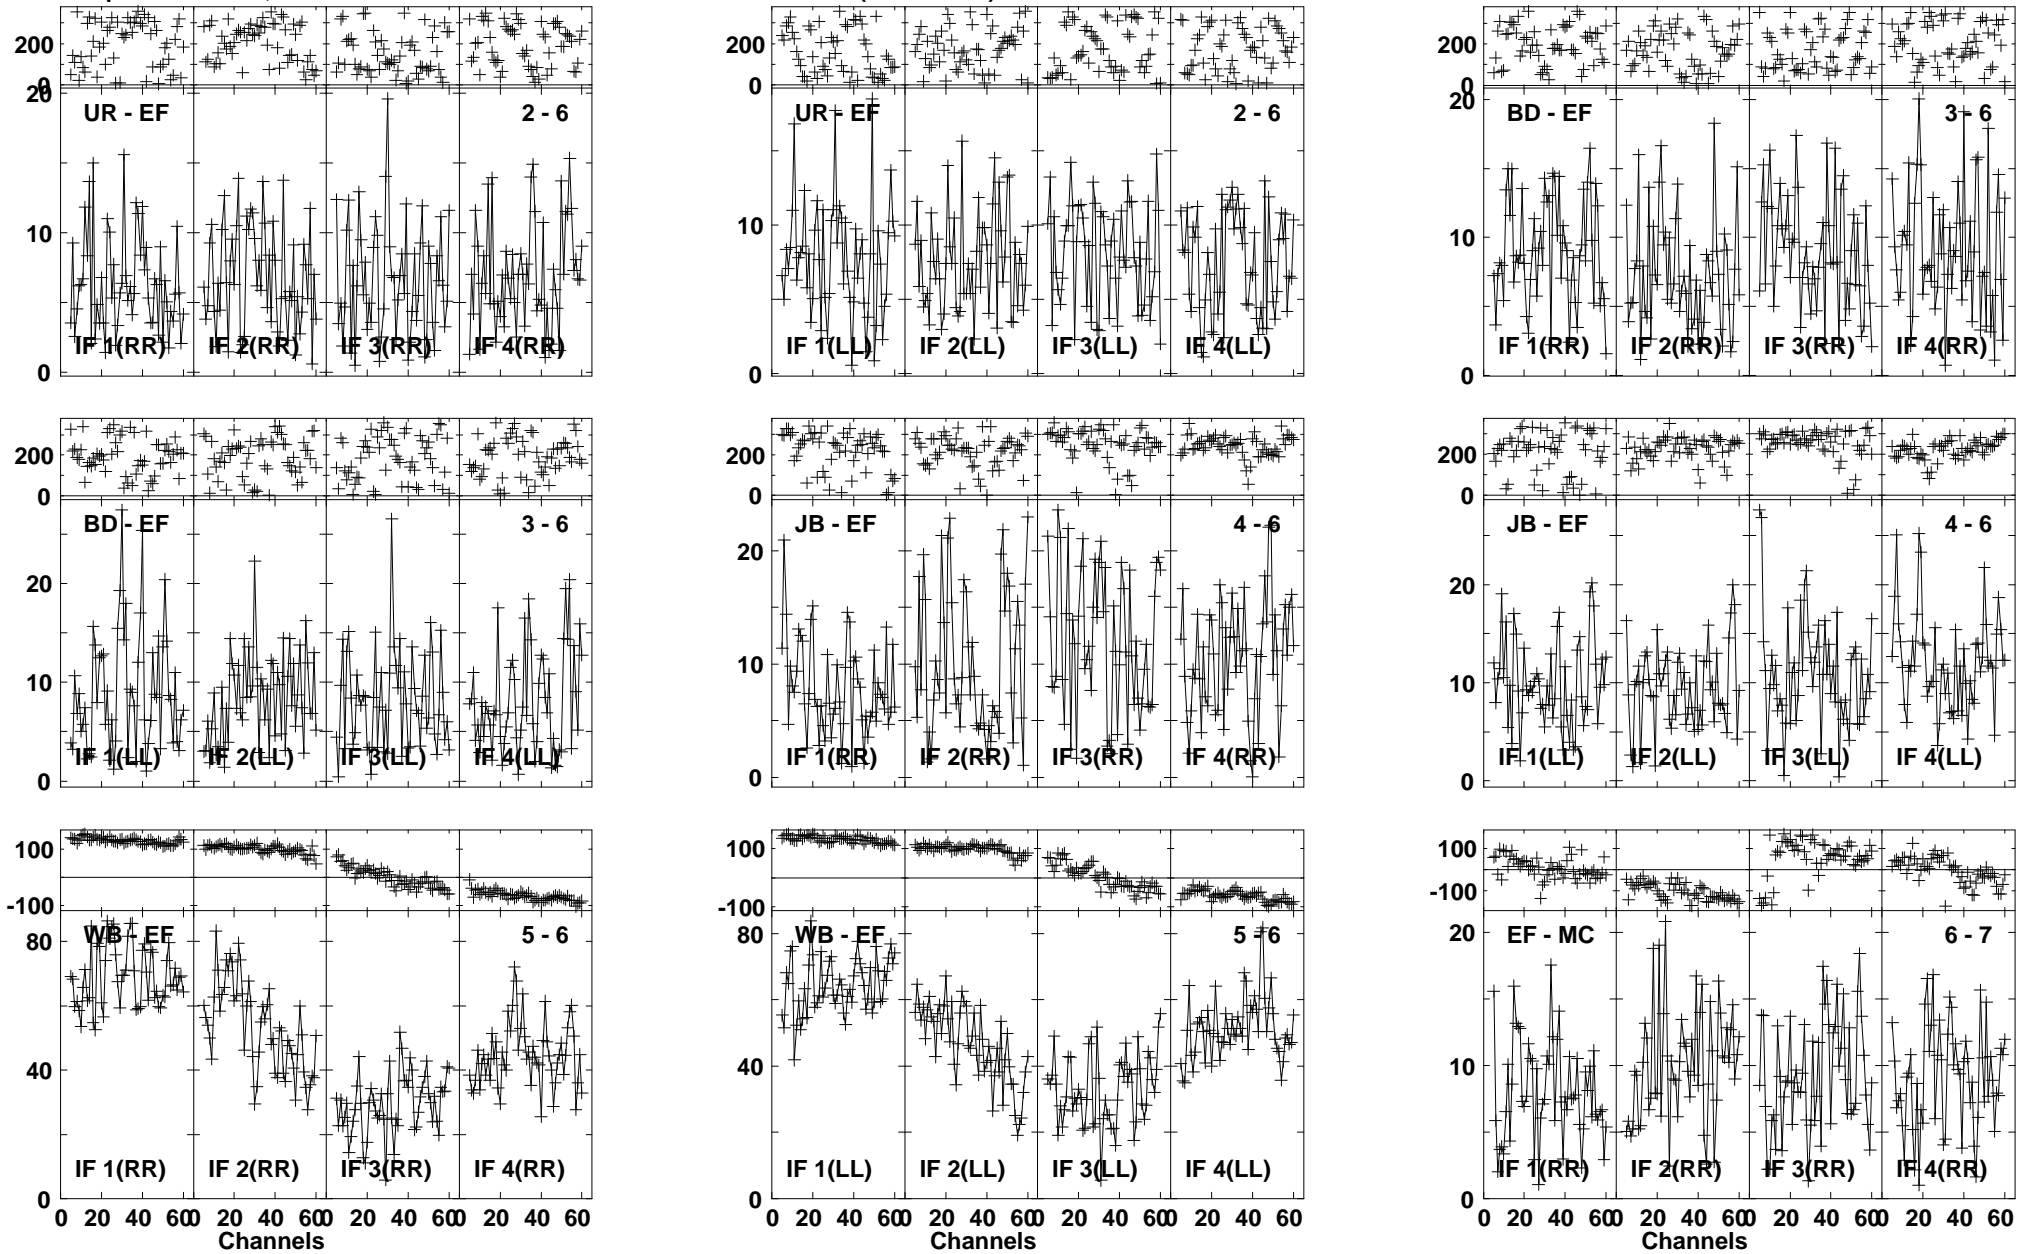 200 200 200
0 0 0
20 20
UR - EF 2 - 6 UR - EF 2 - 6 BD - EF 3 - 6
10 10 10
IF 1(RR) IF 2(RR) IF 3(RR) IF 4(RR) IF 1(LL) IF 2(LL) IF 3(LL) IF 4(LL) IF 1(RR) IF 2(RR) IF 3(RR) IF 4(RR)
0 0 0
200 200 200
0 0 0
BD - EF 3 - 6 JB - EF 4 - 6 JB - EF 4 - 6
20 20 20
10 10 10
IF 1(LL) IF 2(LL) IF 3(LL) IF 4(LL) IF 1(RR) IF 2(RR) IF 3(RR) IF 4(RR) IF 1(LL) IF 2(LL) IF 3(LL) IF 4(LL)
0 0 0
100 100 100
-100 -100 -100
80 WB - EF 5 - 6 80 WB - EF 5 - 6 20 EF - MC 6 - 7
40 40 10
IF 1(RR) IF 2(RR) IF 3(RR) IF 4(RR) IF 1(LL) IF 2(LL) IF 3(LL) IF 4(LL) IF 1(RR) IF 2(RR) IF 3(RR) IF 4(RR)
0 0 0
0 20 40 60 0 20 40 60 0 20 40 60 0 20 40 60 0 20 40 60 0 20 40 60 0 20 40 60 0 20 40 60 0 20 40 60 0 20 40 60 0 20 40 60 0 20 40 60
Channels Channels Channels